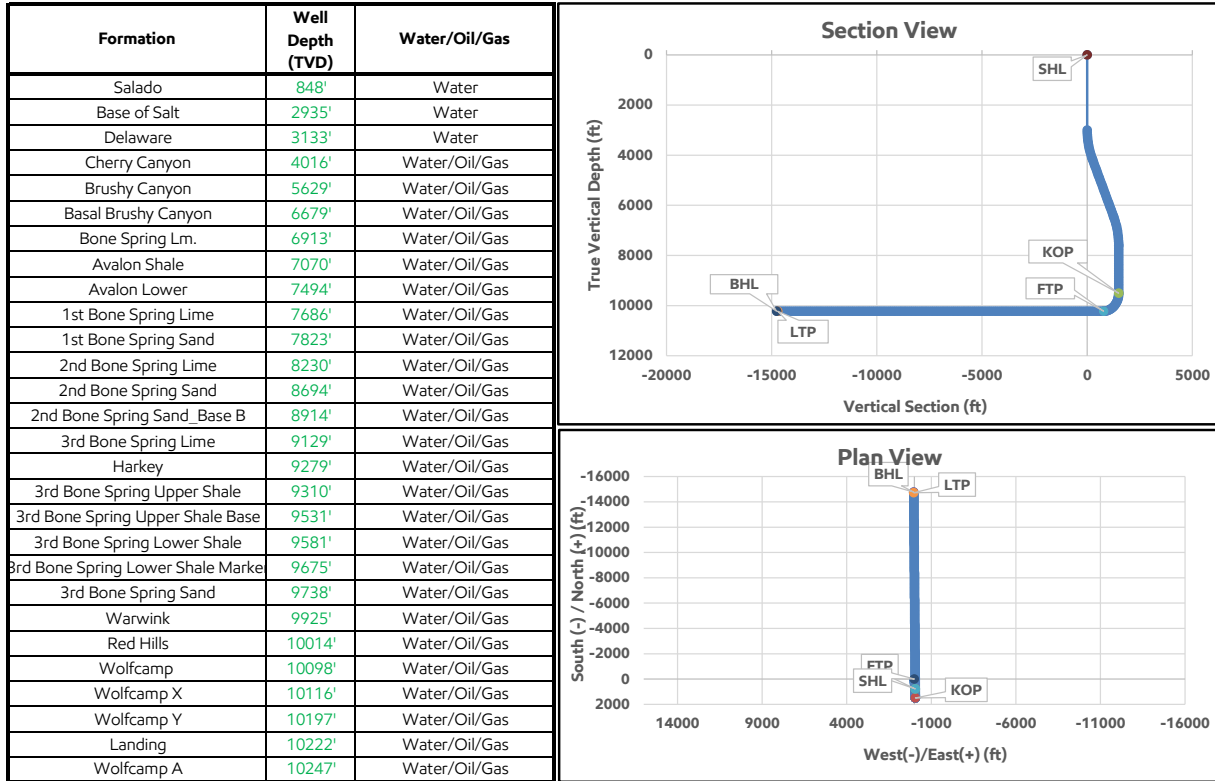 Formation Well Depth (TVD) Water/Oil/Gas
Salado 848' Water
Base of Salt 2935' Water
Delaware 3133' Water
Cherry Canyon 4016' Water/Oil/Gas
Brushy Canyon 5629' Water/Oil/Gas
Basal Brushy Canyon 6679' Water/Oil/Gas
Bone Spring Lm. 6913' Water/Oil/Gas
Avalon Shale 7070' Water/Oil/Gas
Avalon Lower 7494' Water/Oil/Gas
1st Bone Spring Lime 7686' Water/Oil/Gas
1st Bone Spring Sand 7823' Water/Oil/Gas
2nd Bone Spring Lime 8230' Water/Oil/Gas
2nd Bone Spring Sand 8694' Water/Oil/Gas
2nd Bone Spring Sand_Base B 8914' Water/Oil/Gas
3rd Bone Spring Lime 9129' Water/Oil/Gas
Harkey 9279' Water/Oil/Gas
3rd Bone Spring Upper Shale 9310' Water/Oil/Gas
3rd Bone Spring Upper Shale Base 9531' Water/Oil/Gas
3rd Bone Spring Lower Shale 9581' Water/Oil/Gas
3rd Bone Spring Lower Shale Marke 9675' Water/Oil/Gas
3rd Bone Spring Sand 9738' Water/Oil/Gas
Warwink 9925' Water/Oil/Gas
Red Hills 10014' Water/Oil/Gas
Wolfcamp 10098' Water/Oil/Gas
Wolfcamp X 10116' Water/Oil/Gas
Wolfcamp Y 10197' Water/Oil/Gas
Landing 10222' Water/Oil/Gas
Wolfcamp A 10247' Water/Oil/Gas
Section View
True Vertical Depth (ft)
0
2000
4000
6000
8000
10000
12000
SHL
KOP
FTP
BHL
LTP
-20000 -15000 -10000 -5000 0 5000
Vertical Section (ft)
Plan View
South (-) / North (+) (ft)
-16000
-14000
-12000
-10000
-8000
-6000
-4000
-2000
0
2000
BHL
LTP
FTP
SHL
KOP
14000 9000 4000 -1000 -6000 -11000 -16000
West(-)/East(+) (ft)